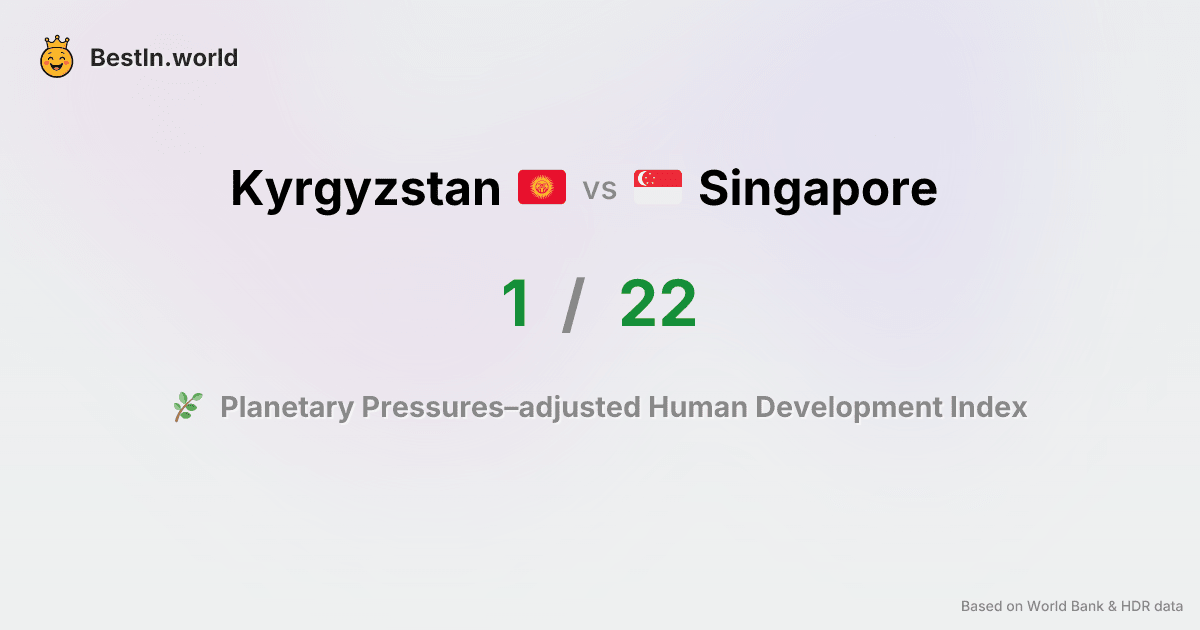 BestIn.world
Kyrgyzstan vs Singapore
1 / 22
Planetary Pressures–adjusted Human Development Index
Based on World Bank & HDR data